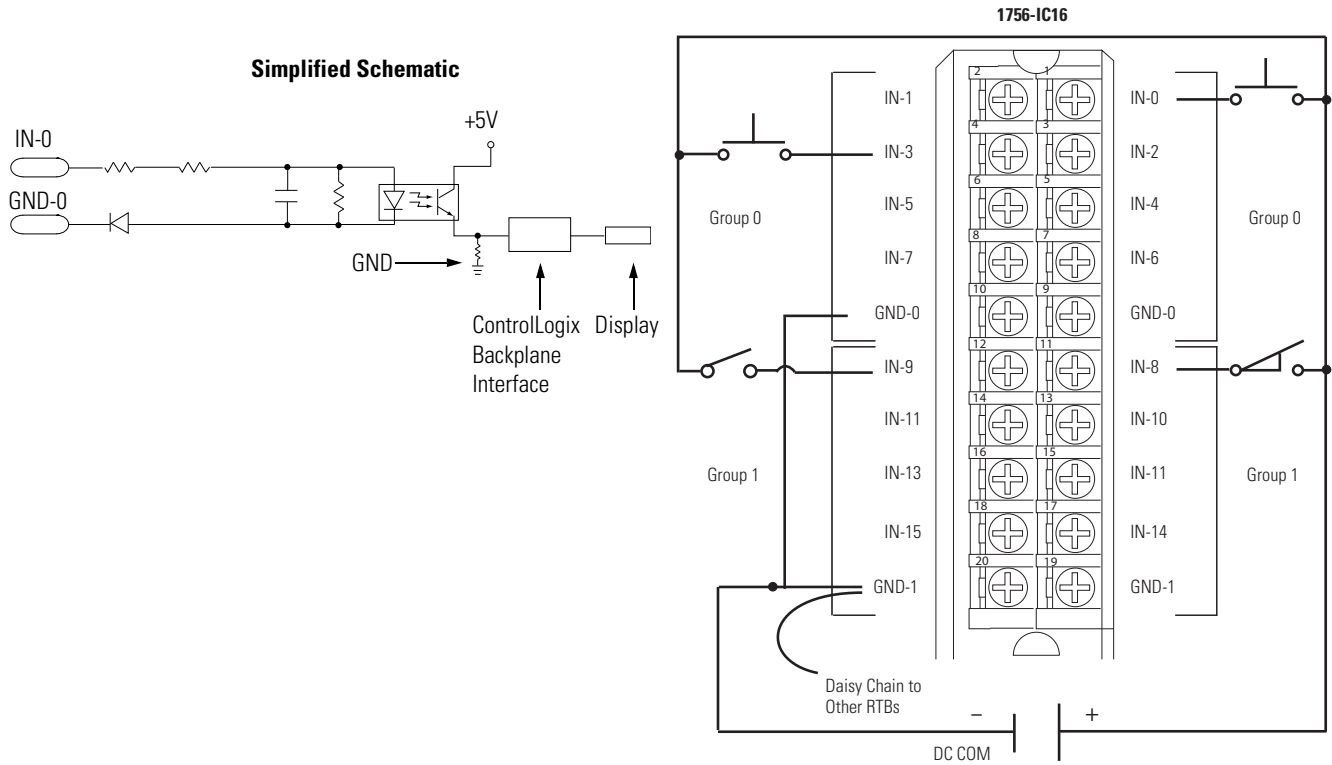 1756-IC16
Simplified Schematic
+5V
IN-0
GND-0
GND
ControlLogix
Backplane
Interface
Display
2 1
IN-1
IN-0
4 3
IN-3
IN-2
6 5
IN-5
IN-4
Group 0
Group 0
8 7
IN-7
IN-6
10 9
GND-0
GND-0
12 11
IN-9
IN-8
14 13
IN-11
IN-10
16 15
IN-13
IN-11
Group 1
Group 1
18 17
IN-15
IN-14
20 19
GND-1
GND-1
Daisy Chain to
Other RTBs
– +
DC COM